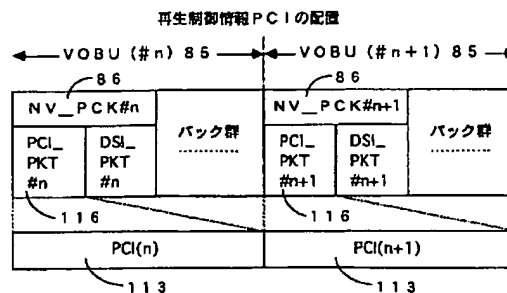 再生制御情報PCIの配置
VOBU(#n)85 VOBU(#n+1)85
86 86
NV_PCK#n NV_PCK#n+1
PCI_
PKT
#n
DSI_
PKT
#n
パック群
………
PCI_
PKT
#n+1
DSI_
PKT
#n+1
パック群
………
116 116
PCI(n) PCI(n+1)
113 113